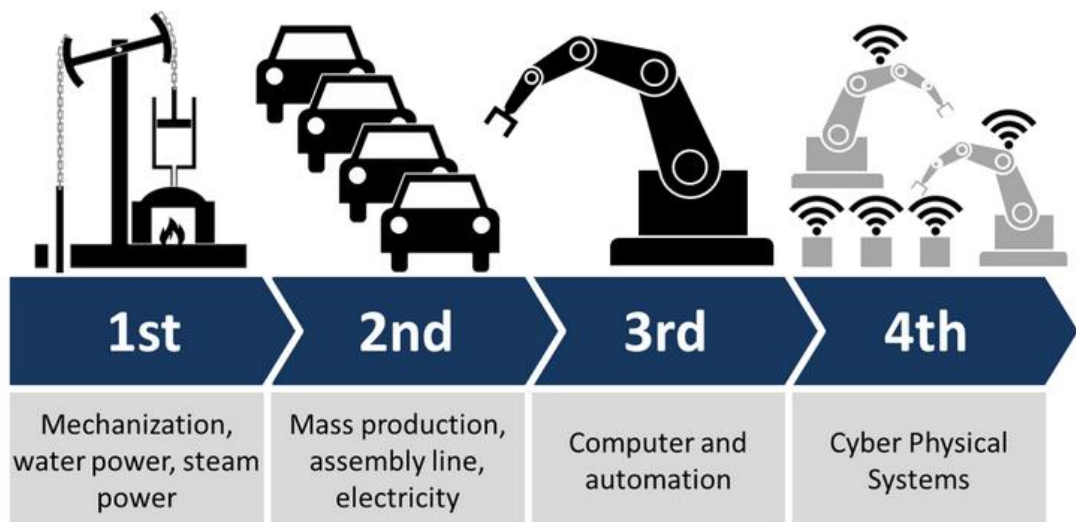 1st
2nd
3rd
4th
Mechanization,
water power, steam
power
Mass production,
assembly line,
electricity
Computer and
automation
Cyber Physical
Systems